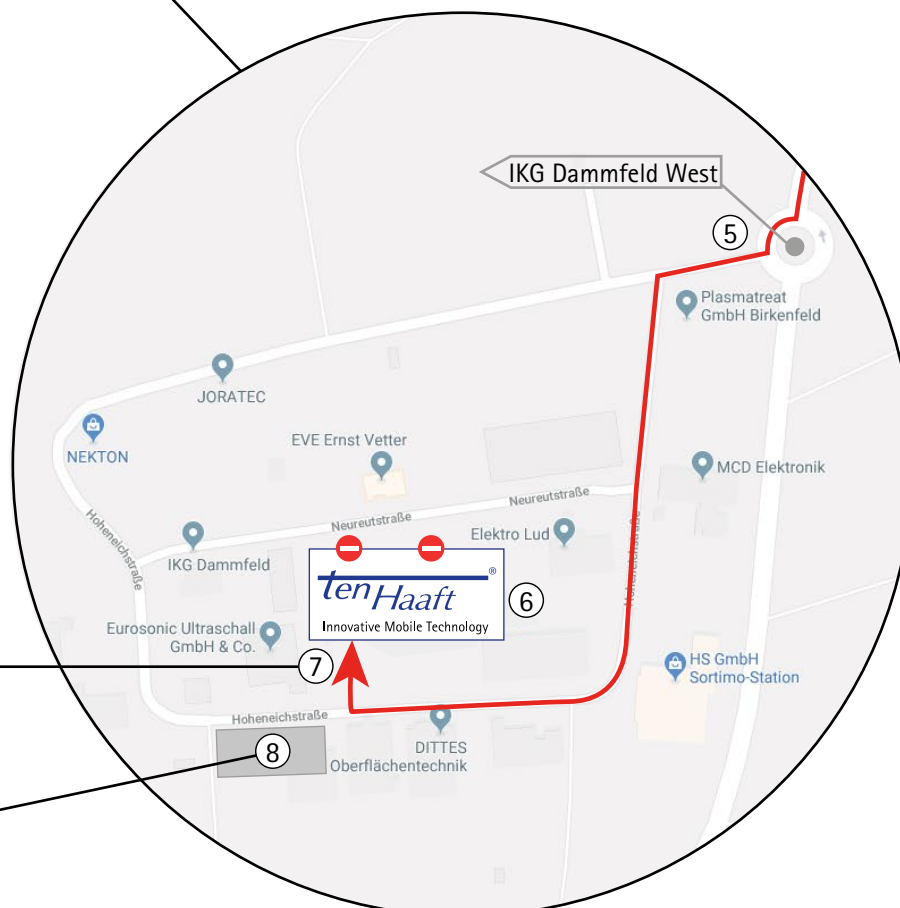 IKG Dammfeld West
5
Plasmatreat
GmbH Birkenfeld
JORATEC
NEKTON
EVE Ernst Vetter
MCD Elektronik
Neureutstraße
Neureutstraße
Hoheneichstraße
Elektro Lud
IKG Dammfeld
Hoheneichstraße
ten Haaft®
Innovative Mobile Technology
6
Eurosonic Ultraschall
GmbH & Co.
7
HS GmbH
Sortimo-Station
Hoheneichstraße
8
DITTES
Oberflächentechnik